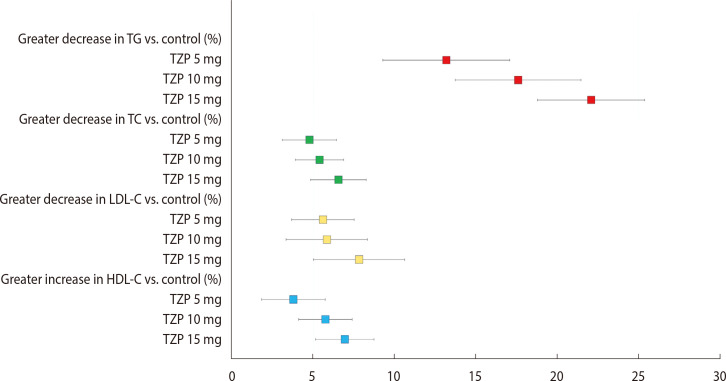 Greater decrease in TG vs. control (%)
TZP 5 mg
TZP 10 mg
TZP 15 mg
Greater decrease in TC vs. control (%)
TZP 5 mg
TZP 10 mg
TZP 15 mg
Greater decrease in LDL-C vs. control (%)
TZP 5 mg
TZP 10 mg
TZP 15 mg
Greater increase in HDL-C vs. control (%)
TZP 5 mg
TZP 10 mg
TZP 15 mg
0 5 10 15 20 25 30